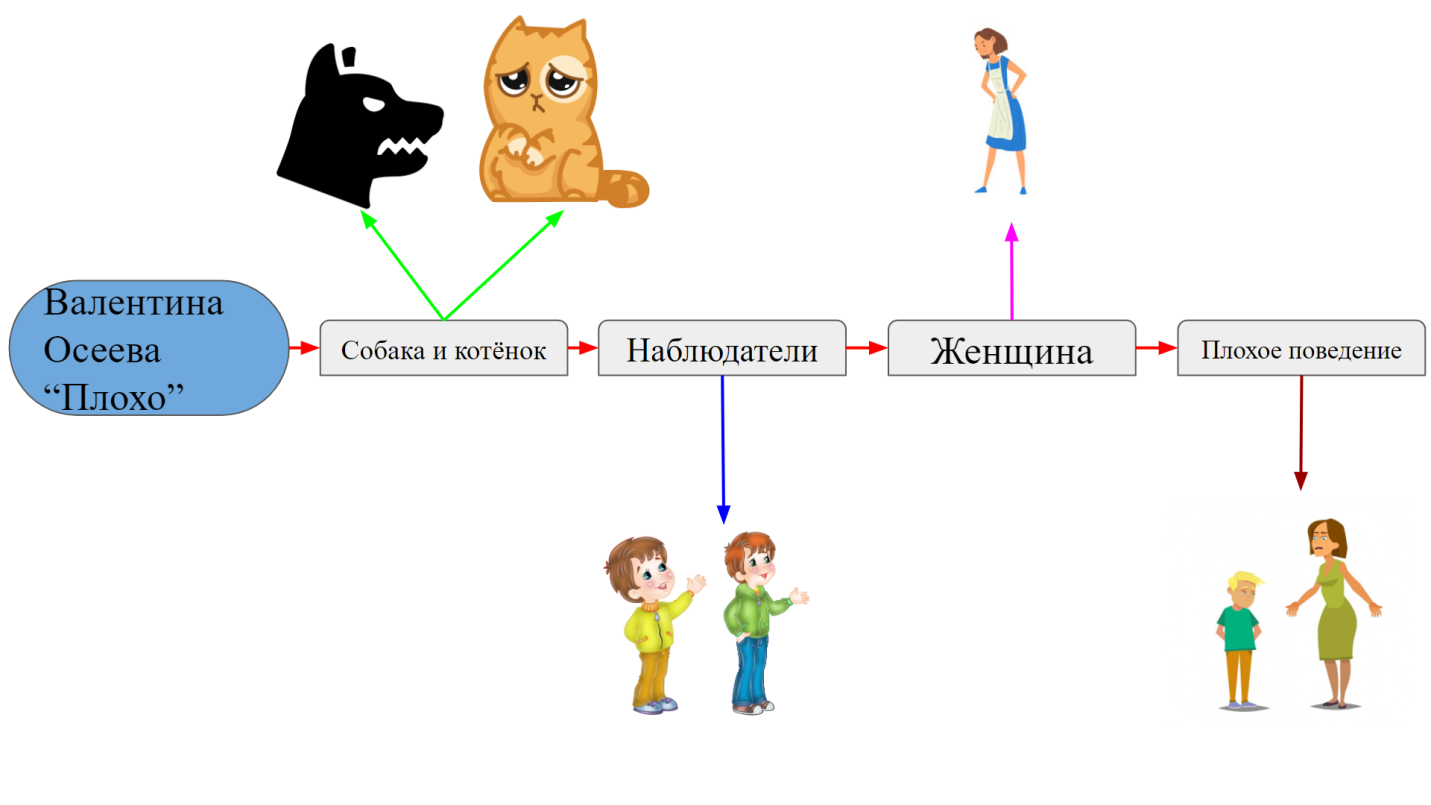 Валентина
Осеева
“Плохо”
Собака и котёнок
Наблюдатели
Женщина
Плохое поведение